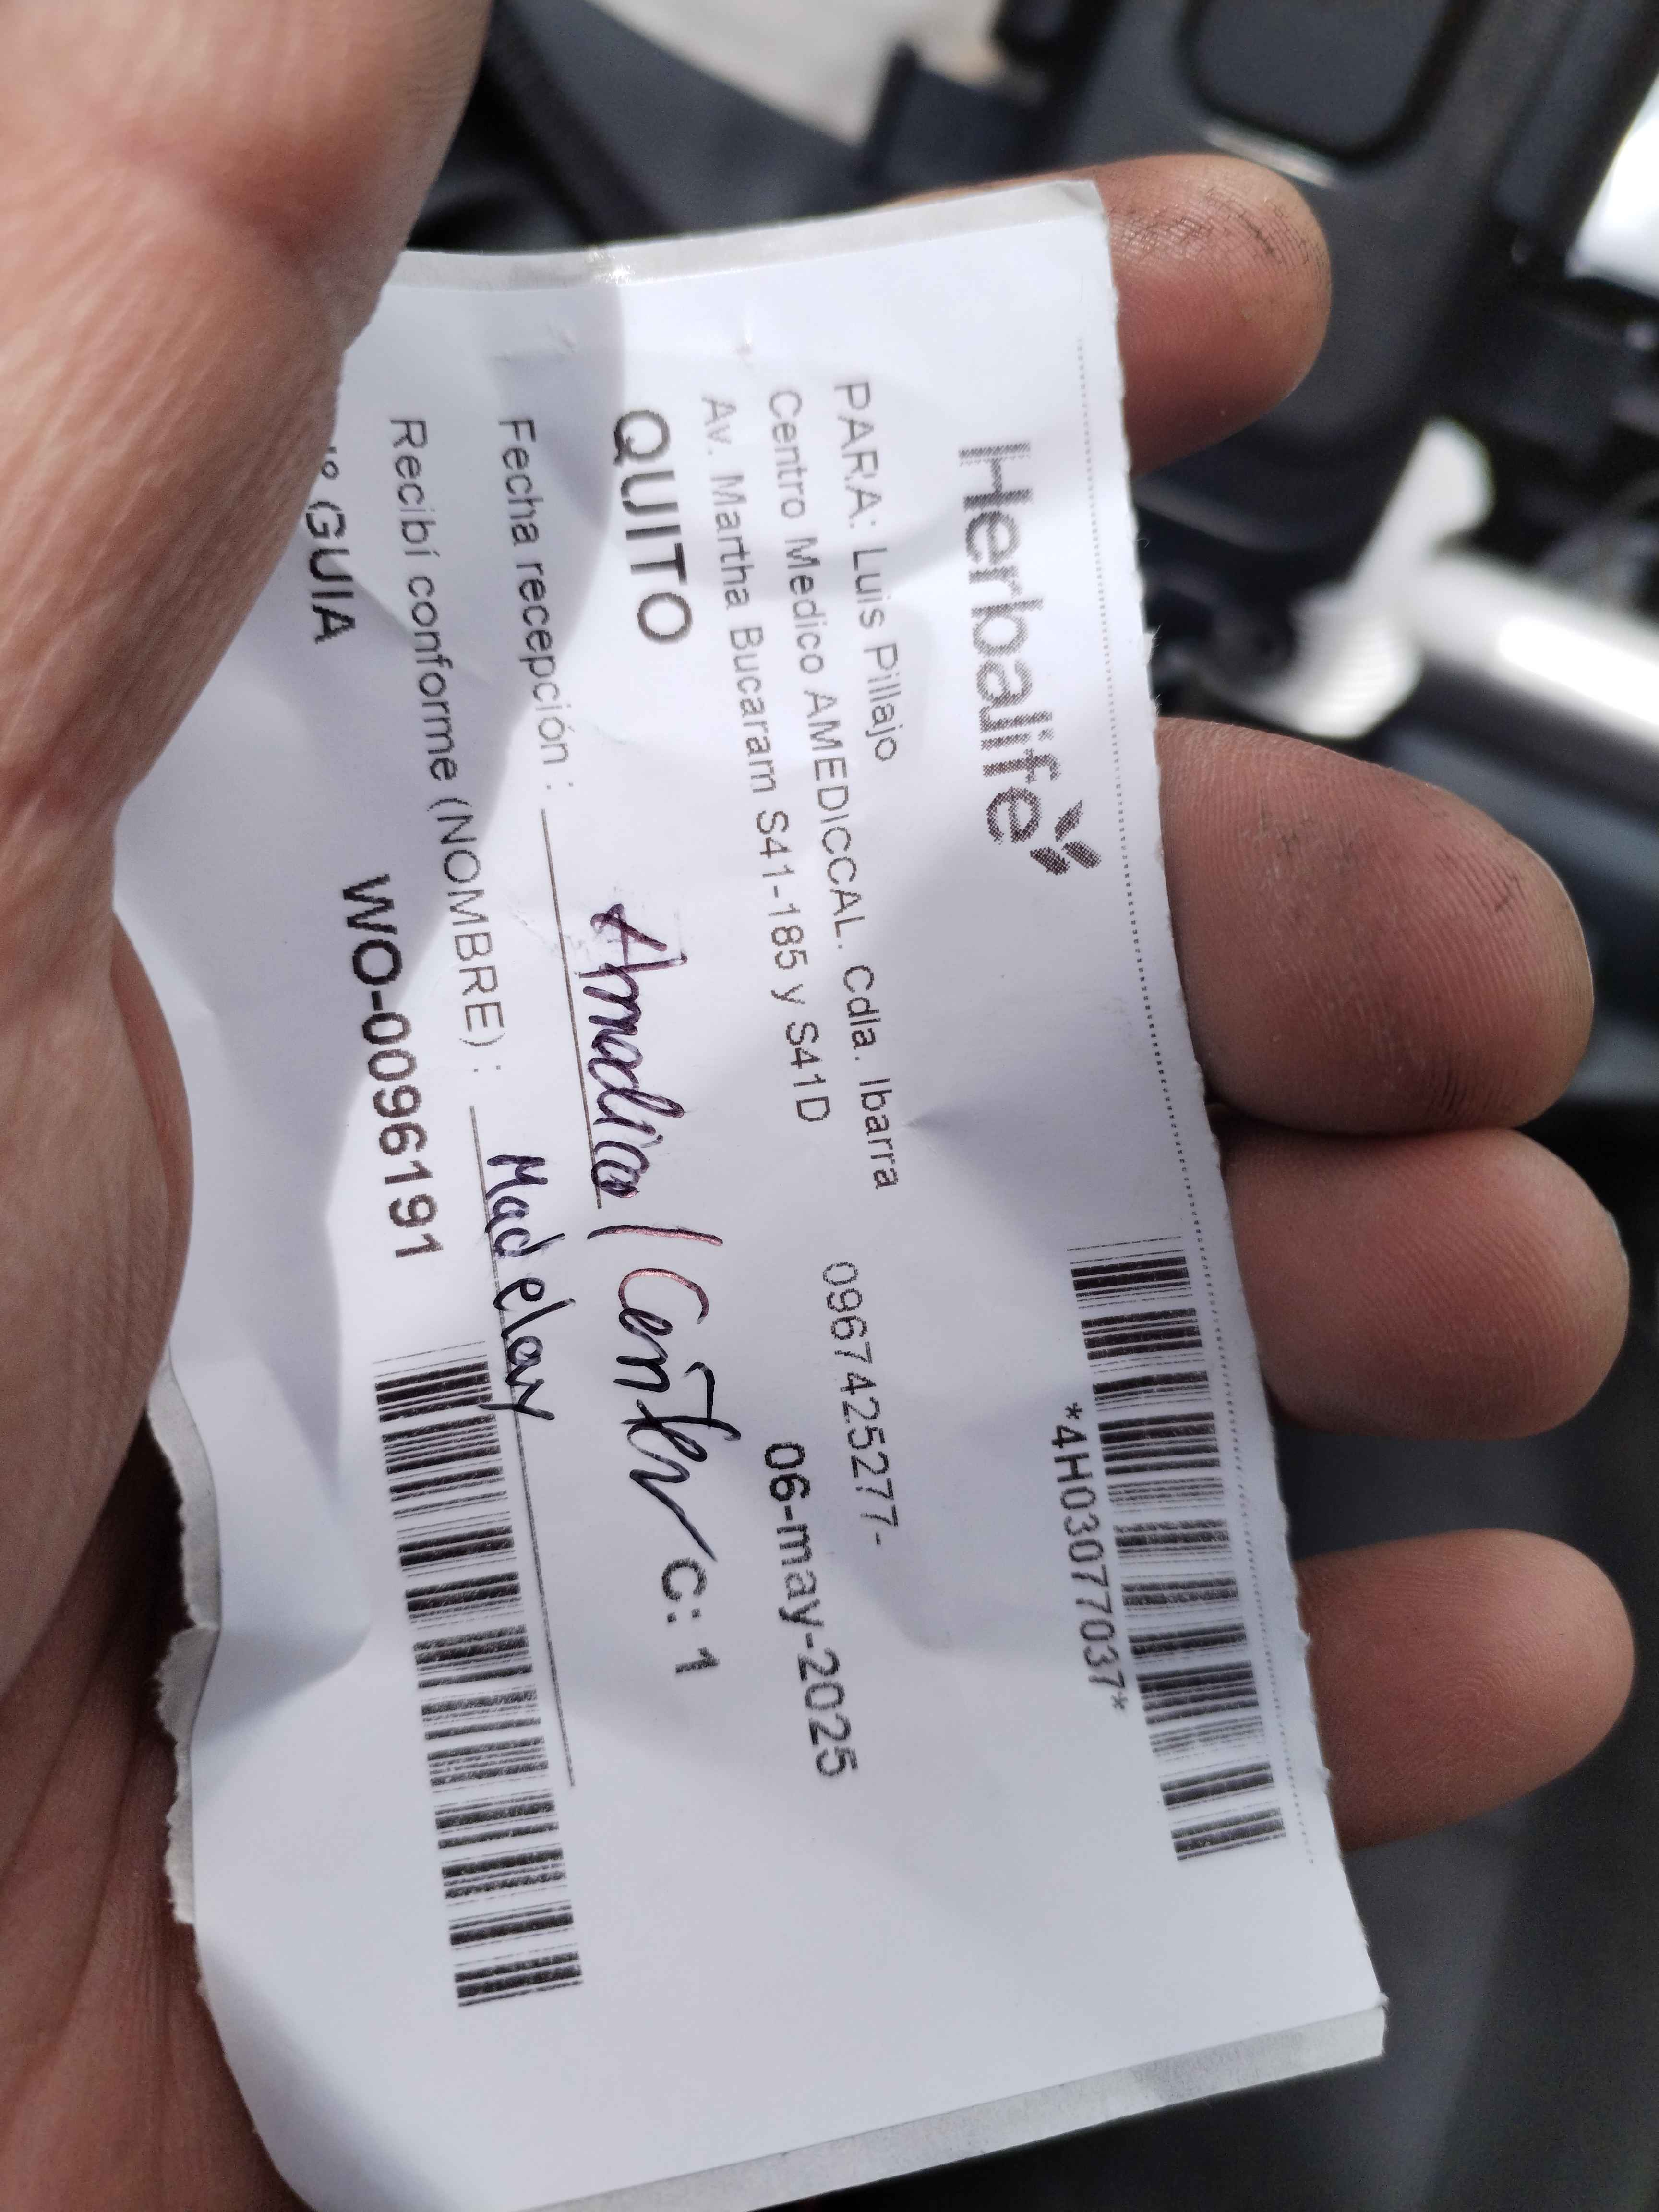 Herbalife
*4H03077037*
PARA: Luis Pillajo
0967425277-
Centro Medico AMEDICCAL. Cdla. Ibarra
Av. Martha Bucaram S41-185 y S41D
06-may-2025
QUITO
C: 1
Fecha recepción :
Recibí conforme (NOMBRE) : Madelay
GUIA WO-0096191